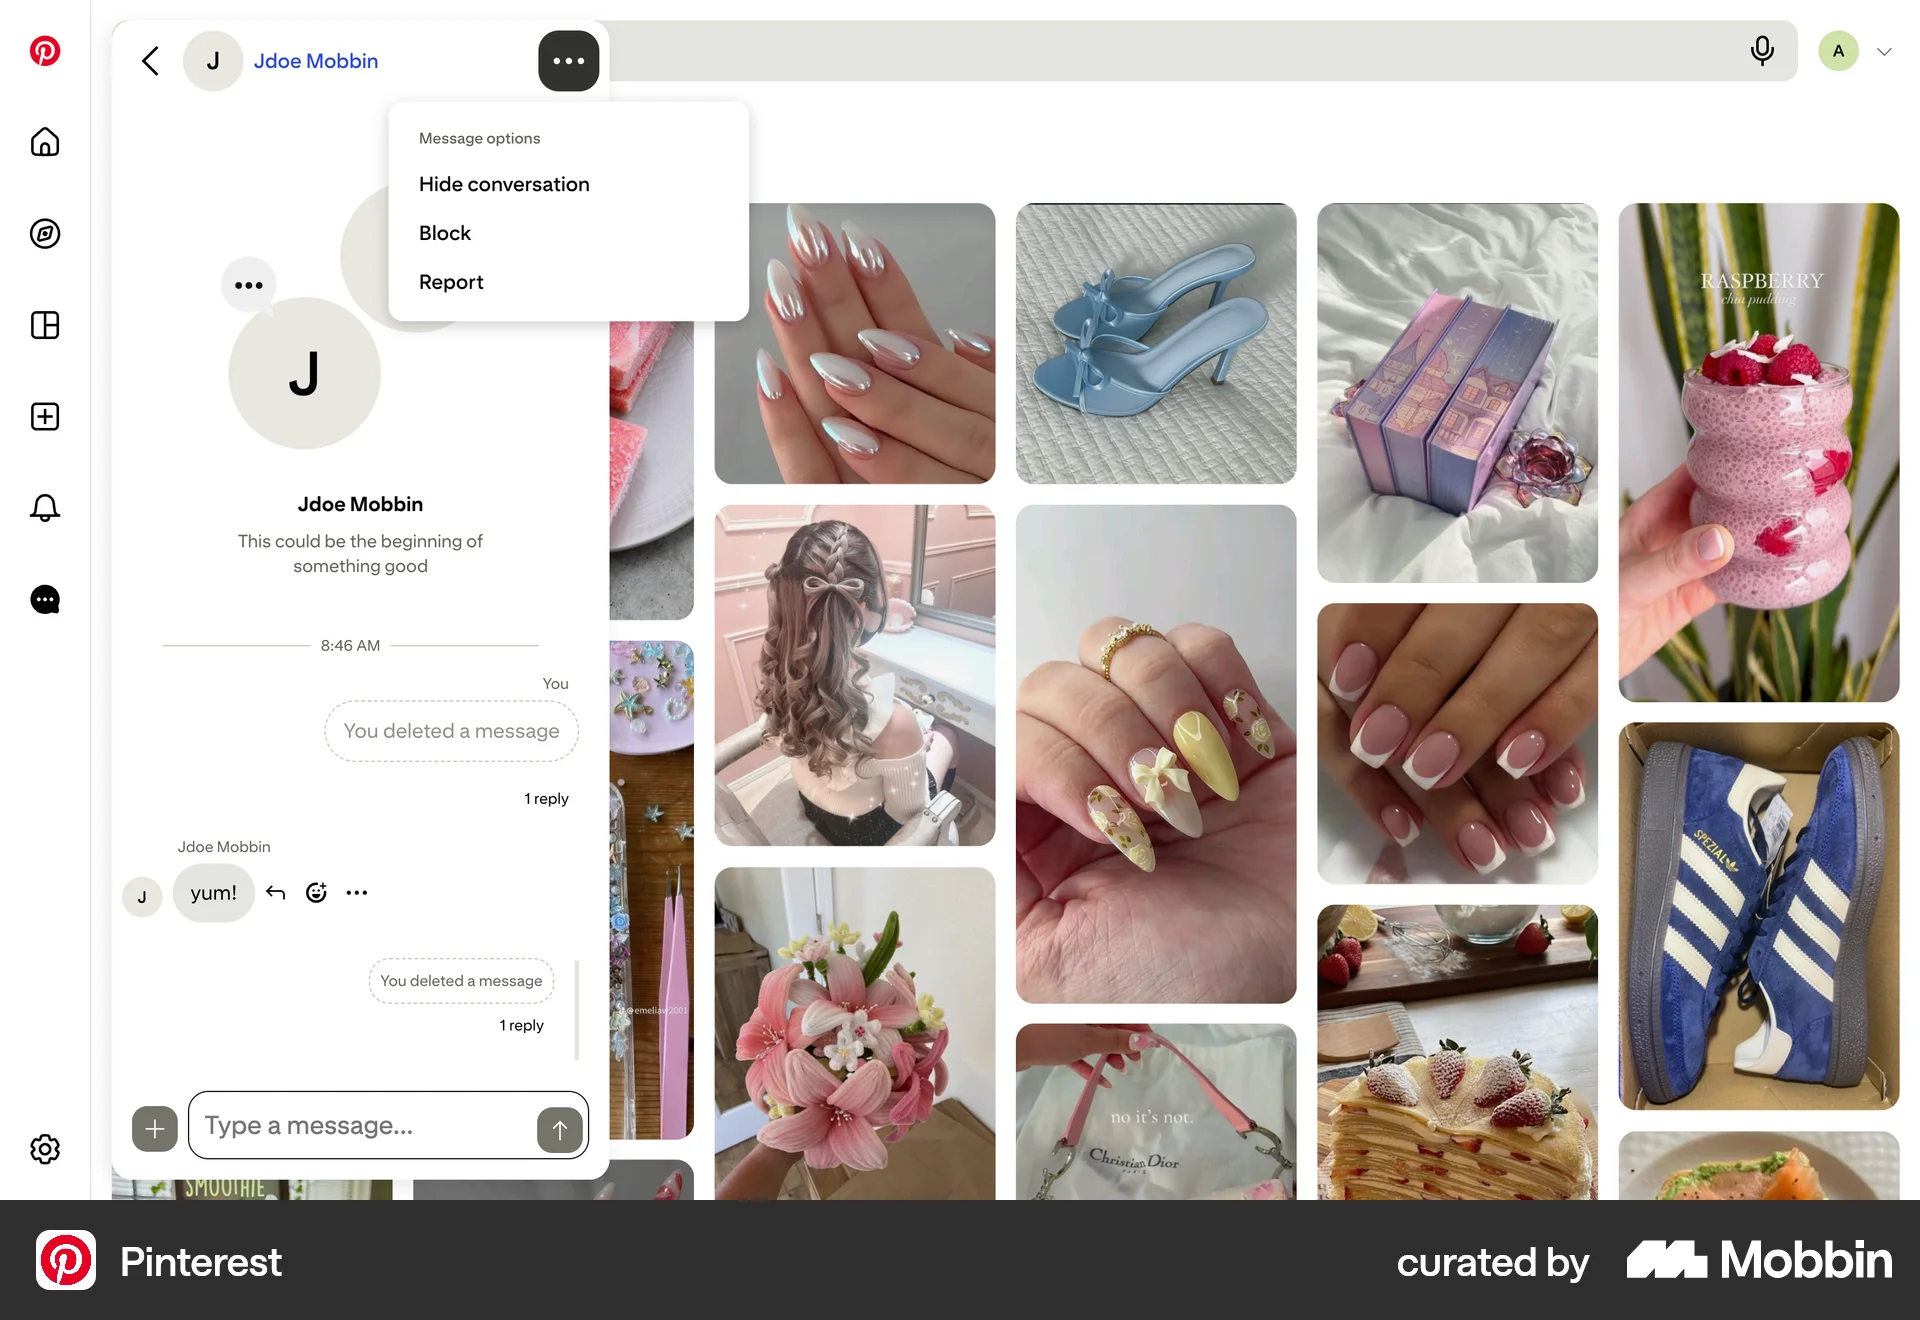 J
Jdoe Mobbin
A
Message options
Hide conversation
Block
Report
J
Jdoe Mobbin
This could be the beginning of
something good
8:46 AM
You
You deleted a message
1 reply
Jdoe Mobbin
J
yum!
You deleted a message
1 reply
Type a message...
RASPBERRY
chia pudding
SPEZIAL
@emeliaw2001
no it's not.
Christian Dior
PARIS
SMOOTHIE
Pinterest
curated by
Mobbin